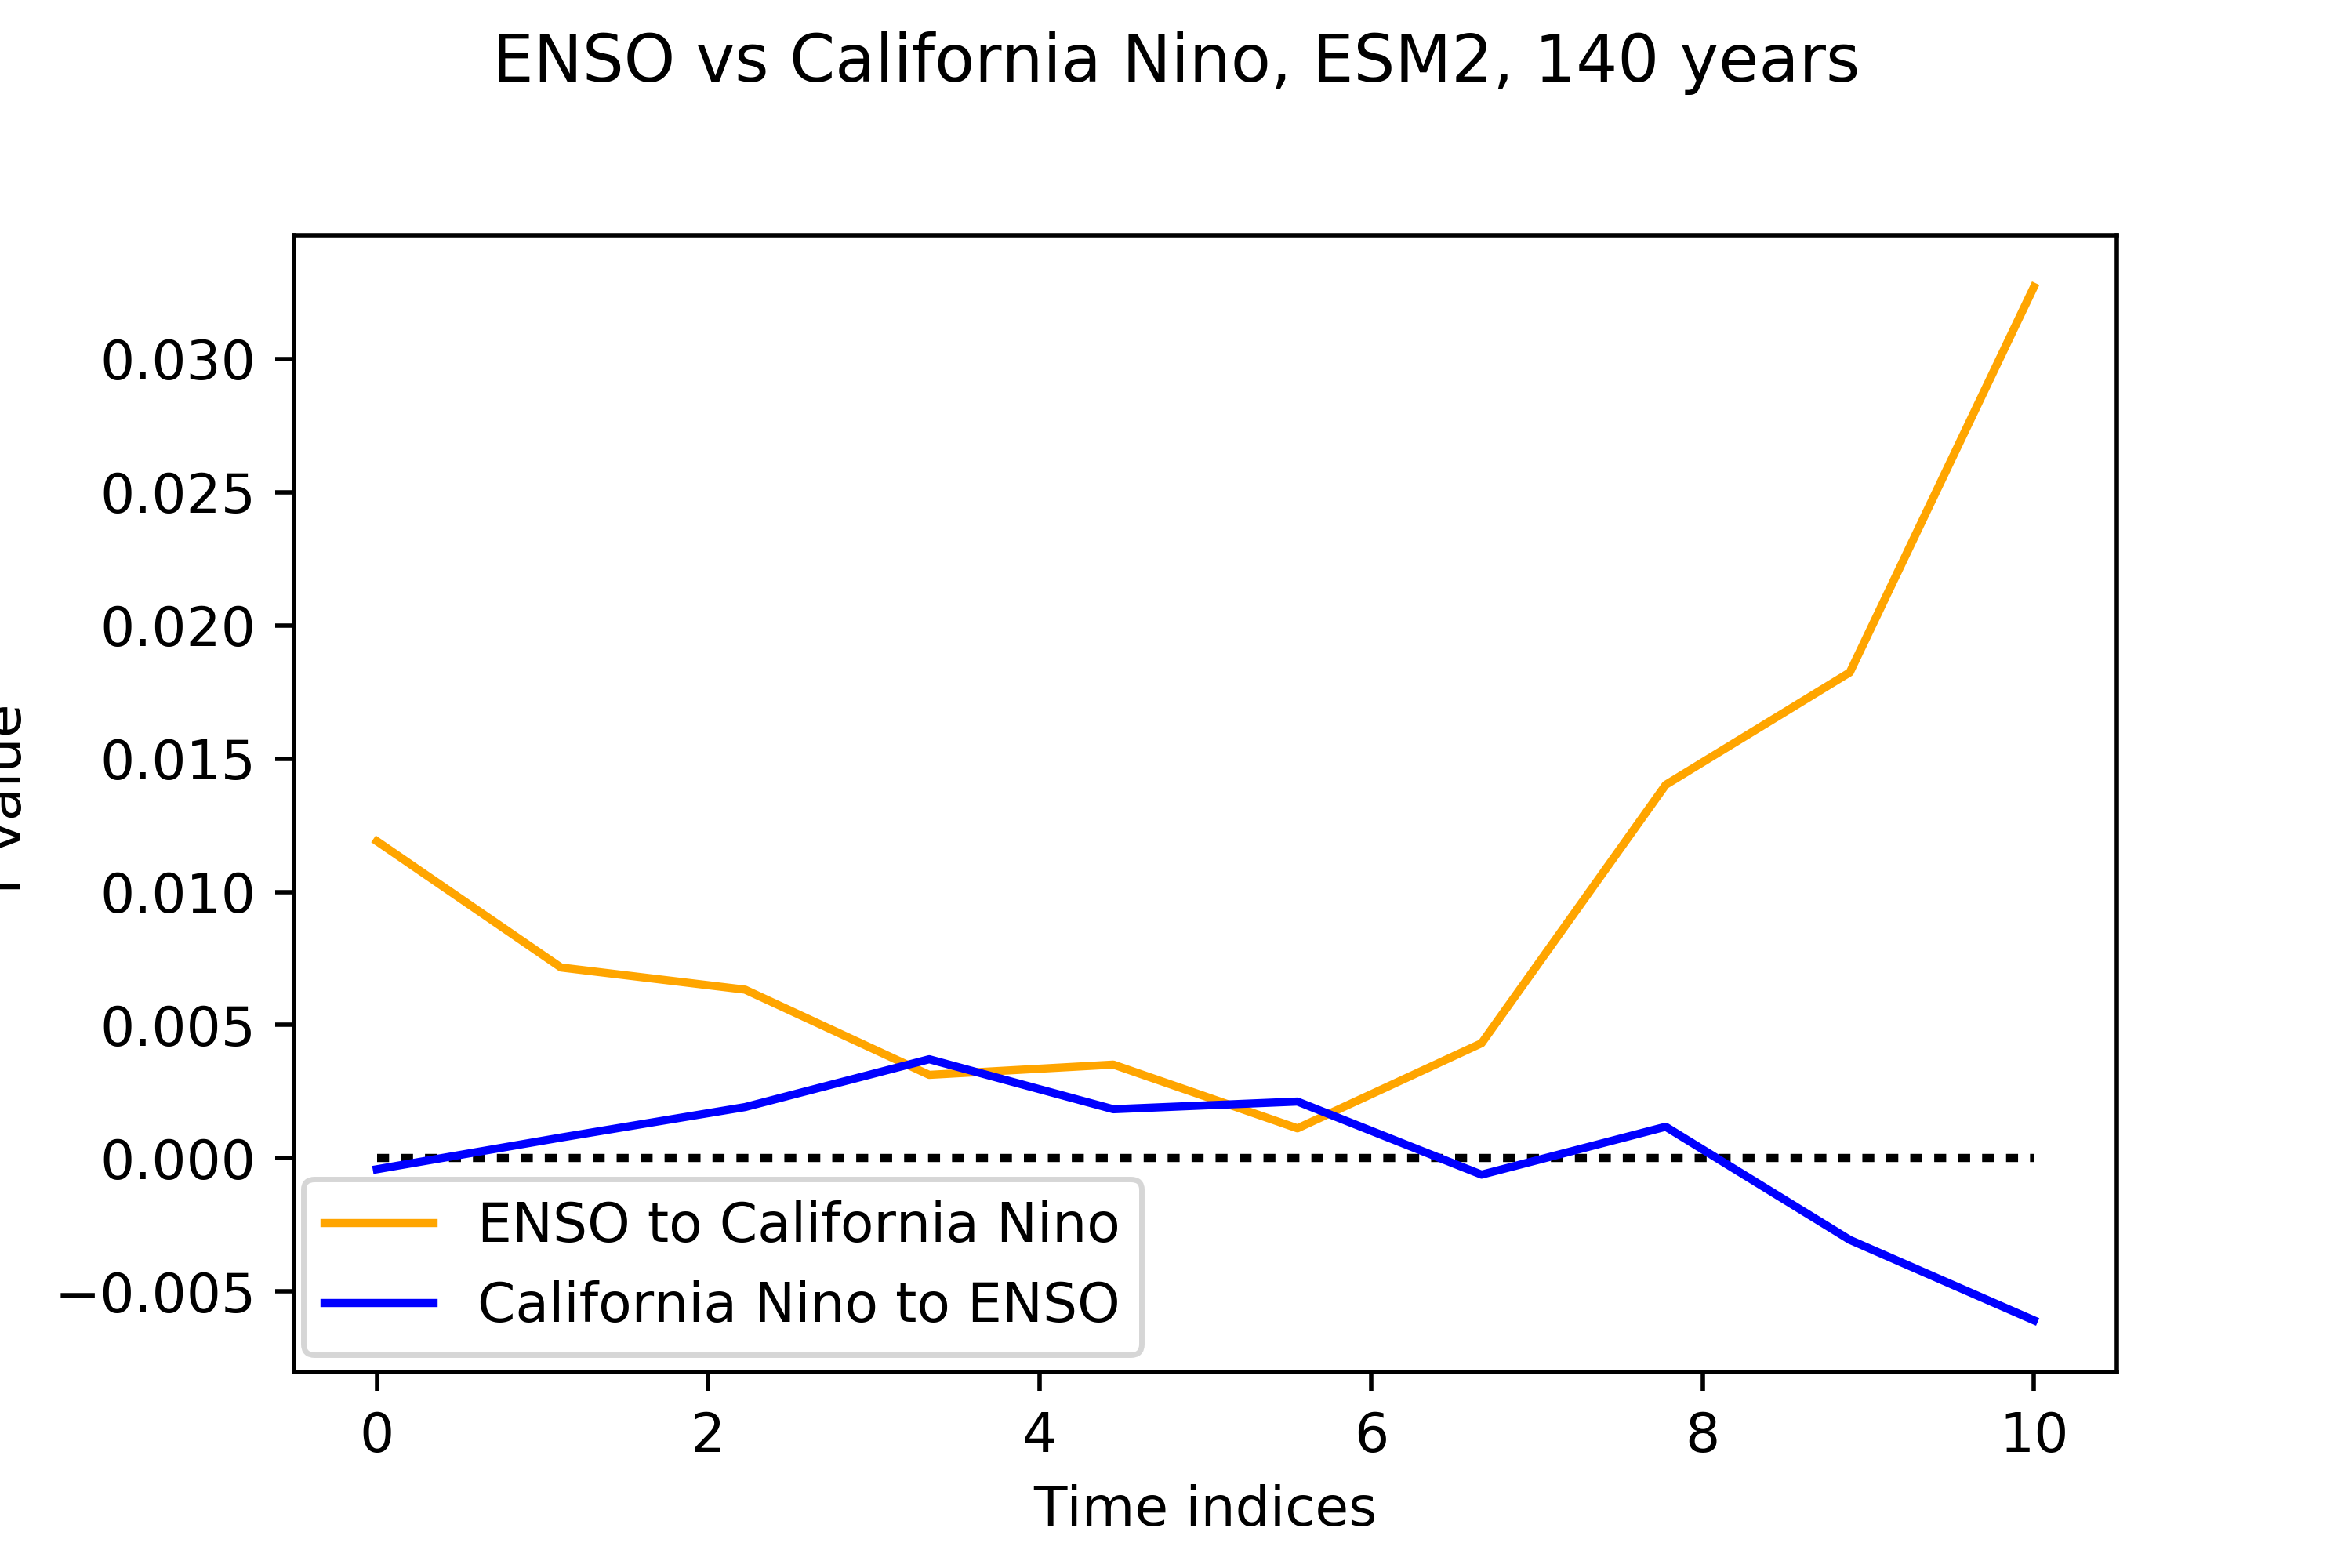 ENSO vs California Nino, ESM2, 140 years
0.030
0.025
0.020
0.015
0.010
0.005
0.000
−0.005
value
ENSO to California Nino
California Nino to ENSO
0 2 4 6 8 10
Time indices